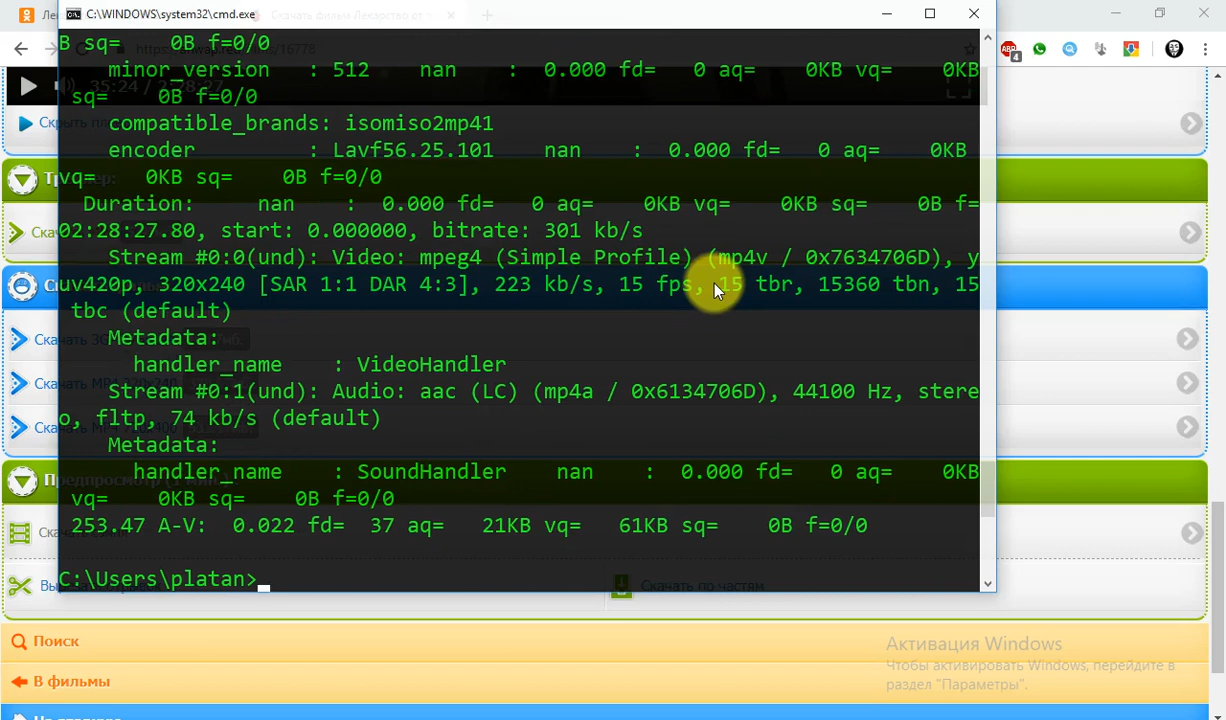 C:\WINDOWS\system32\cmd.exe
B sq=    0B f=0/0
minor_version   : 512    nan    :  0.000 fd=   0 aq=    0KB vq=    0KB
sq=    0B f=0/0
compatible_brands: isomiso2mp41
encoder         : Lavf56.25.101    nan    :  0.000 fd=   0 aq=    0KB
vq=    0KB sq=    0B f=0/0
Duration:     nan    :  0.000 fd=   0 aq=    0KB vq=    0KB sq=    0B f=
02:28:27.80, start: 0.000000, bitrate: 301 kb/s
Stream #0:0(und): Video: mpeg4 (Simple Profile) (mp4v / 0x7634706D), y
uv420p, 320x240 [SAR 1:1 DAR 4:3], 223 kb/s, 15 fps, 15 tbr, 15360 tbn, 15
tbc (default)
Metadata:
handler_name    : VideoHandler
Stream #0:1(und): Audio: aac (LC) (mp4a / 0x6134706D), 44100 Hz, stere
o, fltp, 74 kb/s (default)
Metadata:
handler_name    : SoundHandler    nan    :  0.000 fd=   0 aq=    0KB
vq=    0KB sq=    0B f=0/0
253.47 A-V:  0.022 fd=  37 aq=   21KB vq=   61KB sq=    0B f=0/0
C:\Users\platan>
35:24 / 2:28:27
Скачать по частям
Поиск
В фильмы
Активация Windows
Чтобы активировать Windows, перейдите в
раздел "Параметры".
4